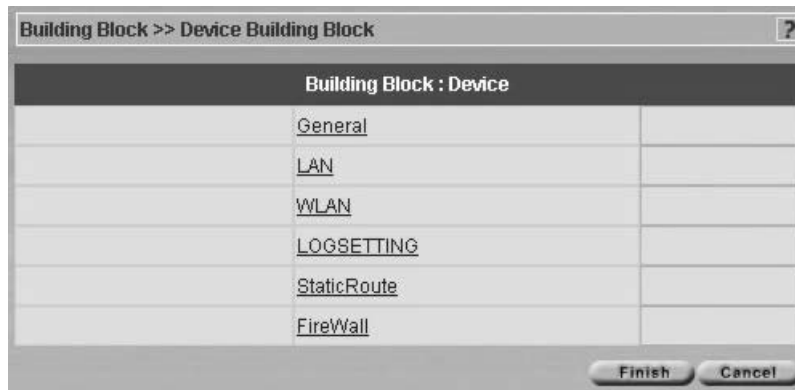 Building Block >> Device Building Block ?
Building Block : Device
General
LAN
WLAN
LOGSETTING
StaticRoute
FireWall
Finish Cancel